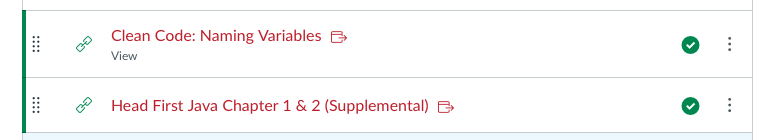 Clean Code: Naming Variables
View
Head First Java Chapter 1 & 2 (Supplemental)